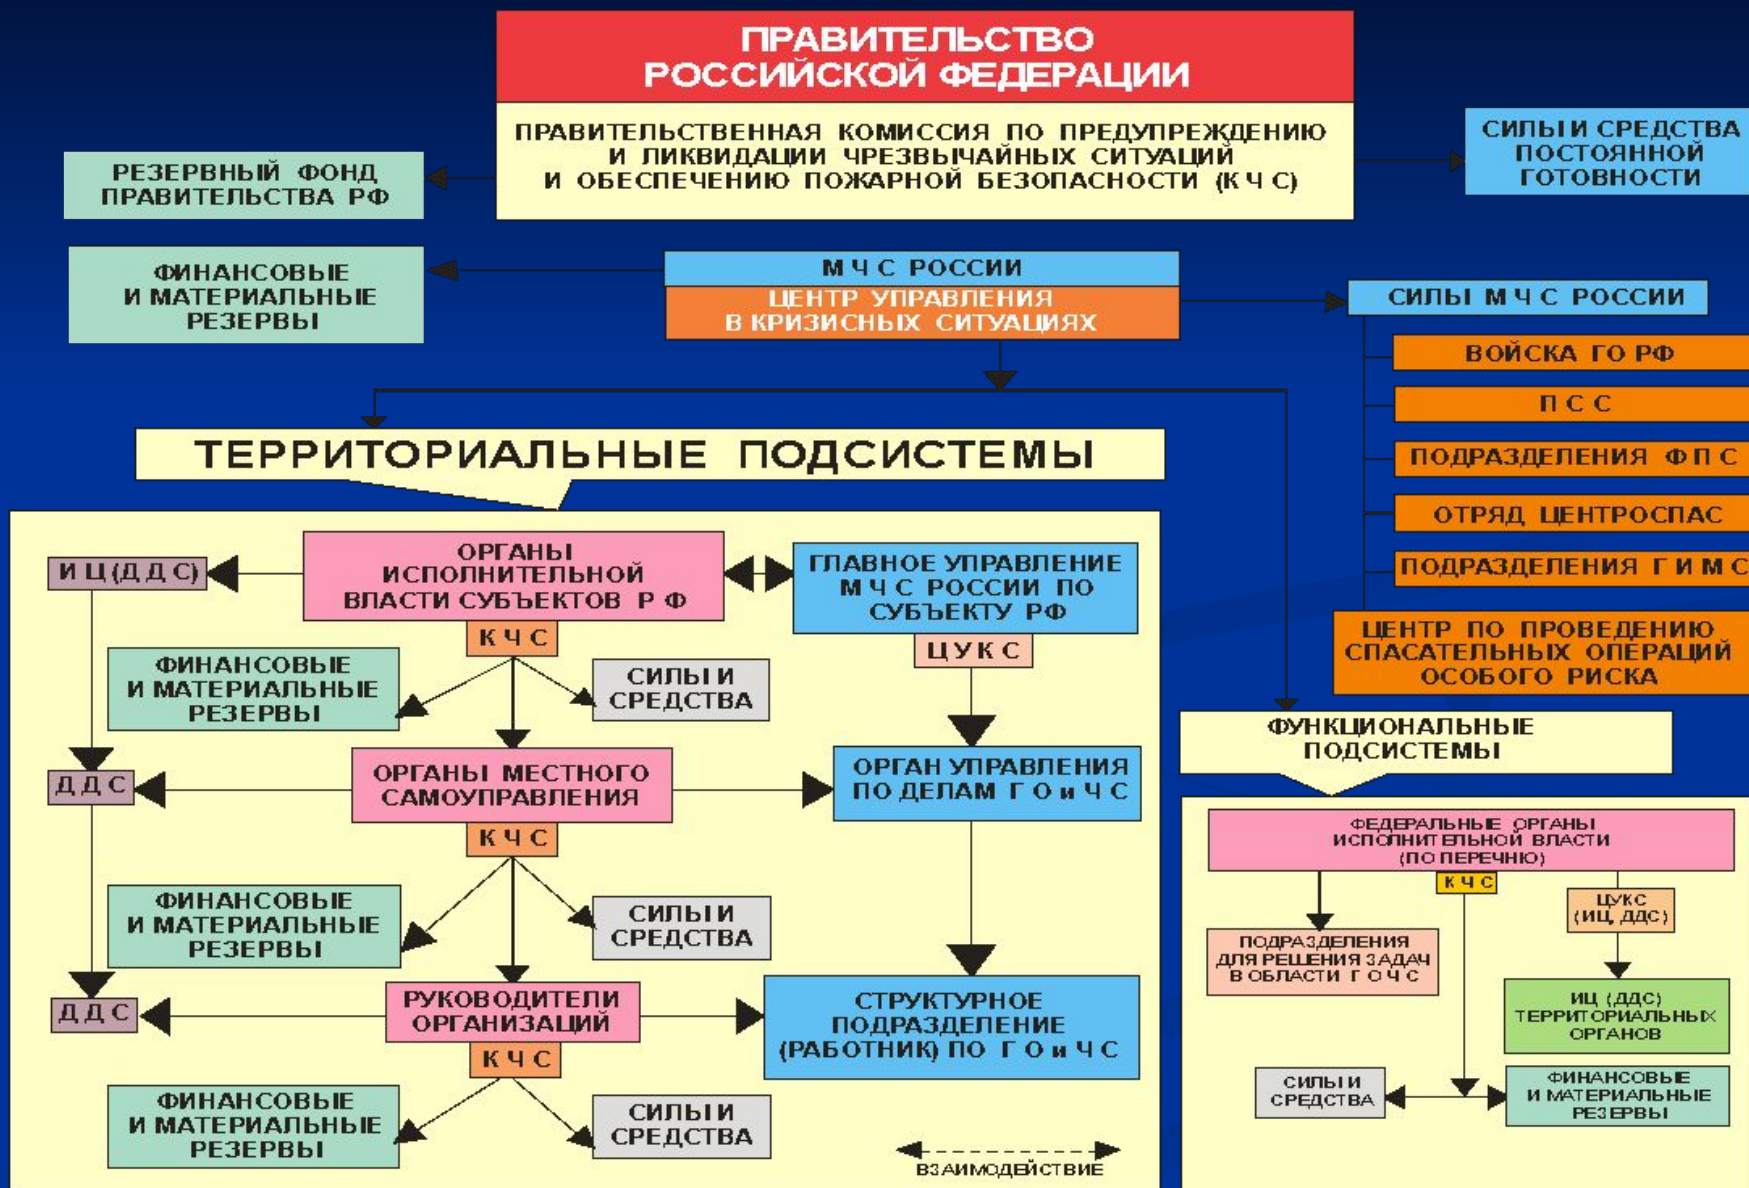 ПРАВИТЕЛЬСТВО
РОССИЙСКОЙ ФЕДЕРАЦИИ
ПРАВИТЕЛЬСТВЕННАЯ КОМИССИЯ ПО ПРЕДУПРЕЖДЕНИЮ
И ЛИКВИДАЦИИ ЧРЕЗВЫЧАЙНЫХ СИТУАЦИЙ
И ОБЕСПЕЧЕНИЮ ПОЖАРНОЙ БЕЗОПАСНОСТИ (К Ч С)
РЕЗЕРВНЫЙ ФОНД
ПРАВИТЕЛЬСТВА РФ
СИЛЫ И СРЕДСТВА
ПОСТОЯННОЙ
ГОТОВНОСТИ
ФИНАНСОВЫЕ
И МАТЕРИАЛЬНЫЕ
РЕЗЕРВЫ
М Ч С РОССИИ
ЦЕНТР УПРАВЛЕНИЯ
В КРИЗИСНЫХ СИТУАЦИЯХ
СИЛЫ М Ч С РОССИИ
ВОЙСКА ГО РФ
П С С
ПОДРАЗДЕЛЕНИЯ Ф П С
ОТРЯД ЦЕНТРОСПАС
ПОДРАЗДЕЛЕНИЯ Г И М С
ЦЕНТР ПО ПРОВЕДЕНИЮ
СПАСАТЕЛЬНЫХ ОПЕРАЦИЙ
ОСОБОГО РИСКА
ТЕРРИТОРИАЛЬНЫЕ ПОДСИСТЕМЫ
И Ц (Д Д С)
ОРГАНЫ
ИСПОЛНИТЕЛЬНОЙ
ВЛАСТИ СУБЪЕКТОВ Р Ф
К Ч С
ГЛАВНОЕ УПРАВЛЕНИЕ
М Ч С РОССИИ ПО
СУБЪЕКТУ РФ
Ц У К С
ФИНАНСОВЫЕ
И МАТЕРИАЛЬНЫЕ
РЕЗЕРВЫ
СИЛЫ И
СРЕДСТВА
Д Д С
ОРГАНЫ МЕСТНОГО
САМОУПРАВЛЕНИЯ
К Ч С
ОРГАН УПРАВЛЕНИЯ
ПО ДЕЛАМ Г О и Ч С
ФИНАНСОВЫЕ
И МАТЕРИАЛЬНЫЕ
РЕЗЕРВЫ
СИЛЫ И
СРЕДСТВА
Д Д С
РУКОВОДИТЕЛИ
ОРГАНИЗАЦИЙ
К Ч С
СТРУКТУРНОЕ
ПОДРАЗДЕЛЕНИЕ
(РАБОТНИК) ПО Г О и Ч С
ФИНАНСОВЫЕ
И МАТЕРИАЛЬНЫЕ
РЕЗЕРВЫ
СИЛЫ И
СРЕДСТВА
ВЗАИМОДЕЙСТВИЕ
ФУНКЦИОНАЛЬНЫЕ
ПОДСИСТЕМЫ
ФЕДЕРАЛЬНЫЕ ОРГАНЫ
ИСПОЛНИТЕЛЬНОЙ ВЛАСТИ
(ПО ПЕРЕЧНЮ)
К Ч С
ЦУКС
(ИЦ, ДДС)
ПОДРАЗДЕЛЕНИЯ
ДЛЯ РЕШЕНИЯ ЗАДАЧ
В ОБЛАСТИ Г О Ч С
ИЦ (ДДС)
ТЕРРИТОРИАЛЬНЫХ
ОРГАНОВ
СИЛЫ И
СРЕДСТВА
ФИНАНСОВЫЕ
И МАТЕРИАЛЬНЫЕ
РЕЗЕРВЫ